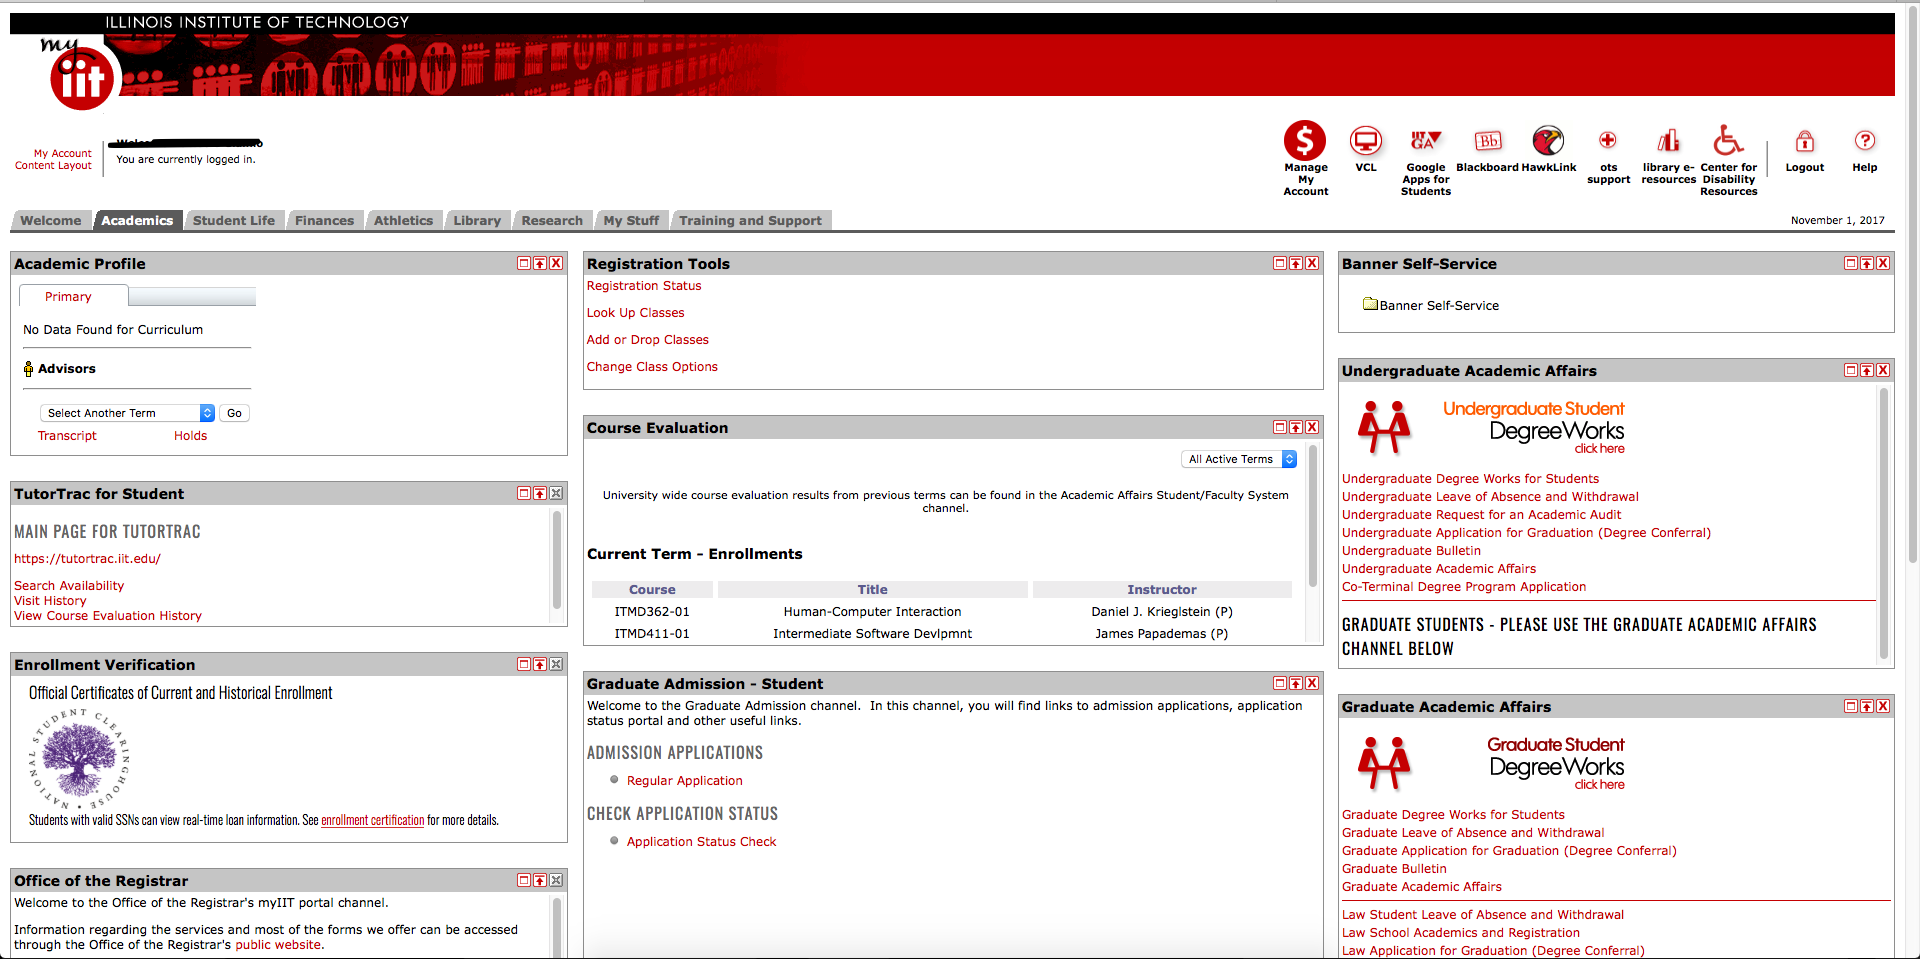 ILLINOIS INSTITUTE OF TECHNOLOGY
my
iit
My Account
Content Layout
You are currently logged in.
Manage My Account
VCL
Google Apps for Students
Blackboard
HawkLink
ots support
library e-resources
Center for Disability Resources
Logout
Help
Welcome
Academics
Student Life
Finances
Athletics
Library
Research
My Stuff
Training and Support
November 1, 2017
Academic Profile
Primary
No Data Found for Curriculum
Advisors
Select Another Term
Go
Transcript
Holds
TutorTrac for Student
MAIN PAGE FOR TUTORTRAC
https://tutortrac.iit.edu/
Search Availability
Visit History
View Course Evaluation History
Enrollment Verification
Official Certificates of Current and Historical Enrollment
NATIONAL STUDENT CLEARINGHOUSE
Students with valid SSNs can view real-time loan information. See enrollment certification for more details.
Office of the Registrar
Welcome to the Office of the Registrar's myIIT portal channel.
Information regarding the services and most of the forms we offer can be accessed
through the Office of the Registrar's public website.
Registration Tools
Registration Status
Look Up Classes
Add or Drop Classes
Change Class Options
Course Evaluation
All Active Terms
University wide course evaluation results from previous terms can be found in the Academic Affairs Student/Faculty System
channel.
Current Term - Enrollments
Course Title Instructor
ITMD362-01 Human-Computer Interaction Daniel J. Krieglstein (P)
ITMD411-01 Intermediate Software Devlpmnt James Papademas (P)
Graduate Admission - Student
Welcome to the Graduate Admission channel.  In this channel, you will find links to admission applications, application
status portal and other useful links.
ADMISSION APPLICATIONS
Regular Application
CHECK APPLICATION STATUS
Application Status Check
Banner Self-Service
Banner Self-Service
Undergraduate Academic Affairs
Undergraduate Student
DegreeWorks
click here
Undergraduate Degree Works for Students
Undergraduate Leave of Absence and Withdrawal
Undergraduate Request for an Academic Audit
Undergraduate Application for Graduation (Degree Conferral)
Undergraduate Bulletin
Undergraduate Academic Affairs
Co-Terminal Degree Program Application
GRADUATE STUDENTS - PLEASE USE THE GRADUATE ACADEMIC AFFAIRS
CHANNEL BELOW
Graduate Academic Affairs
Graduate Student
DegreeWorks
click here
Graduate Degree Works for Students
Graduate Leave of Absence and Withdrawal
Graduate Application for Graduation (Degree Conferral)
Graduate Bulletin
Graduate Academic Affairs
Law Student Leave of Absence and Withdrawal
Law School Academics and Registration
Law Application for Graduation (Degree Conferral)